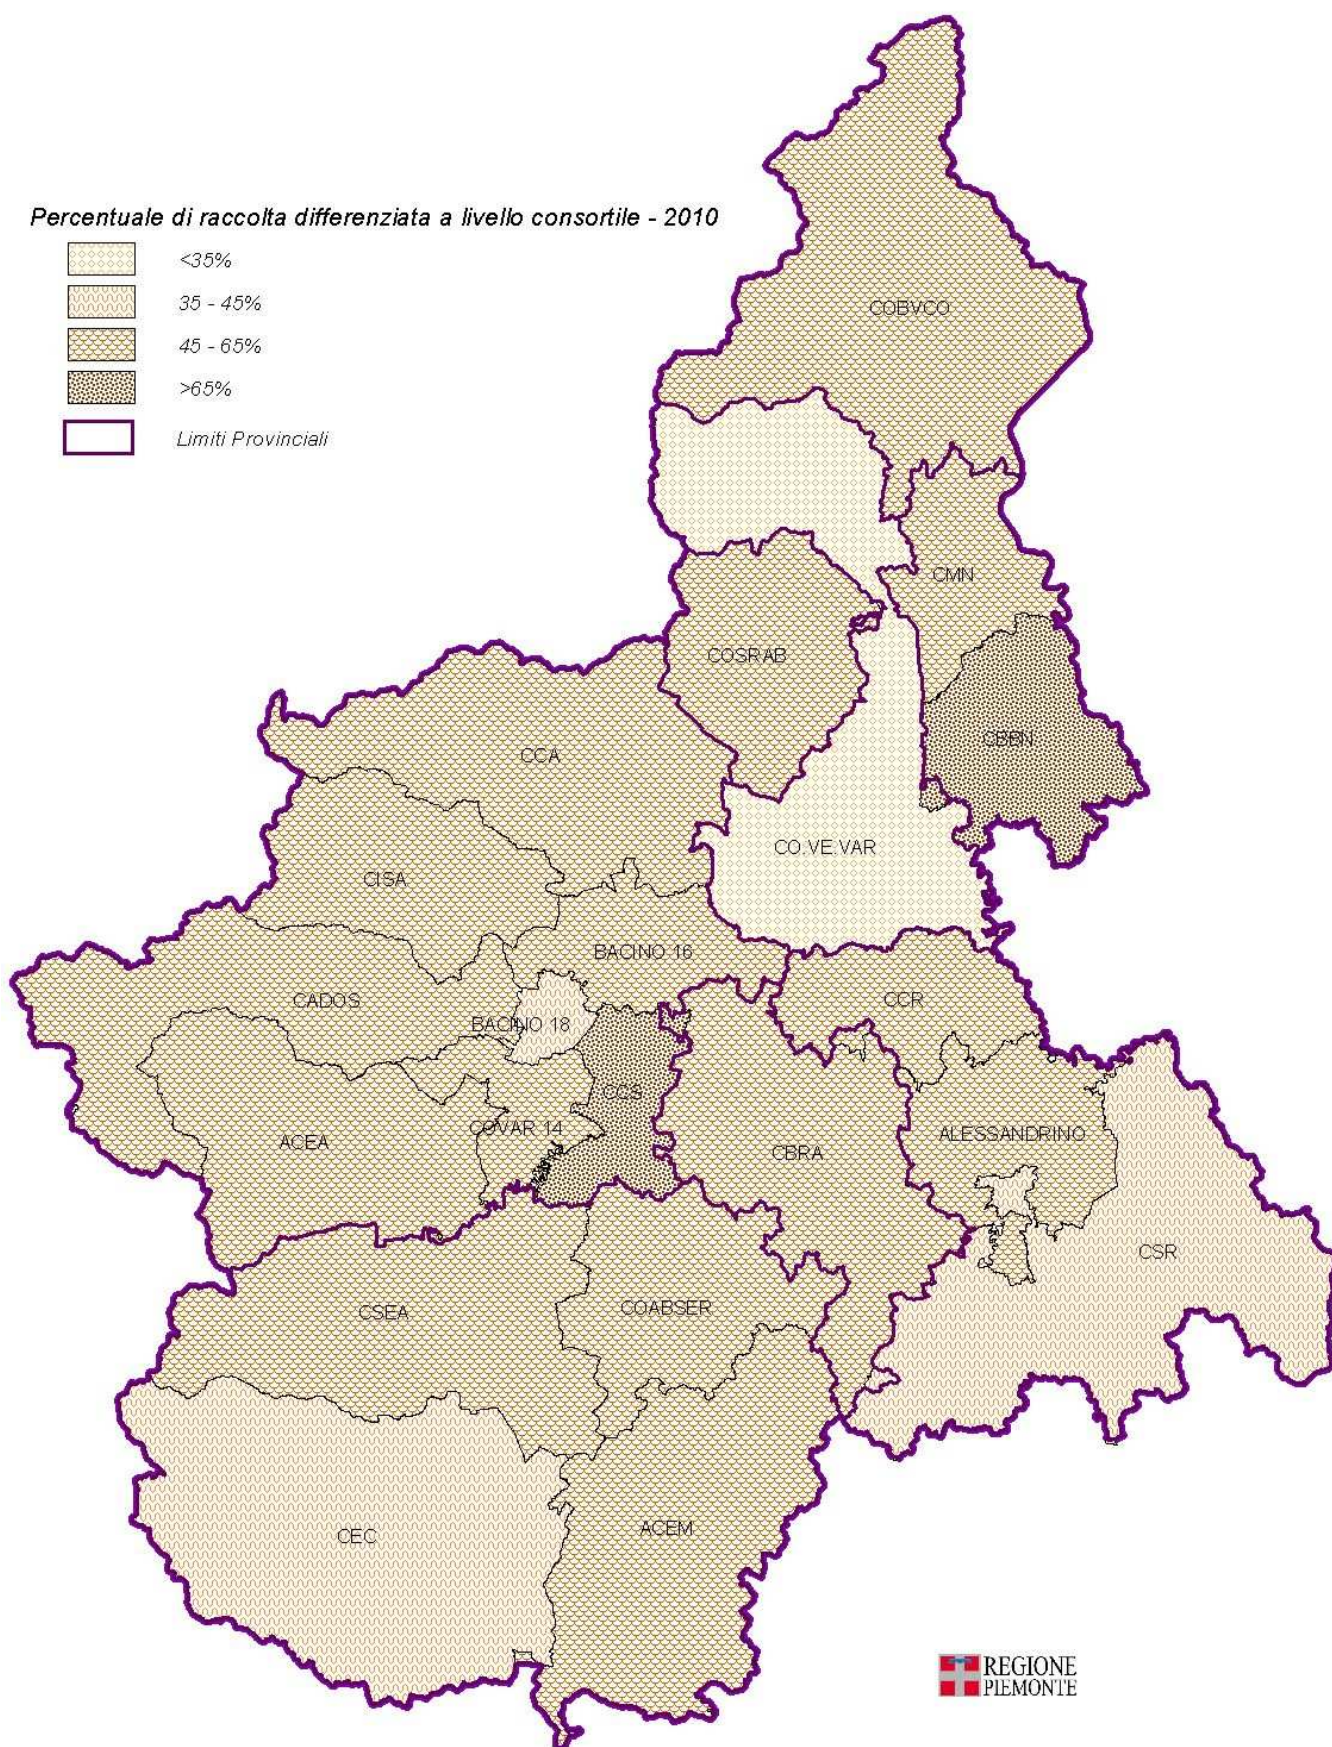 Percentuale di raccolta differenziata a livello consortile - 2010
<35%
35 - 45%
45 - 65%
>65%
Limiti Provinciali
COBVCO
CMN
COSRAB
CBBN
CCA
CO.VE.VAR
CISA
BACINO 16
CADOS
CCR
BACINO 18
CCS
COVAR 14
ACEA
ALESSANDRINO
CBRA
CSR
CSEA
COABSER
CEC
ACEM
REGIONE
PIEMONTE